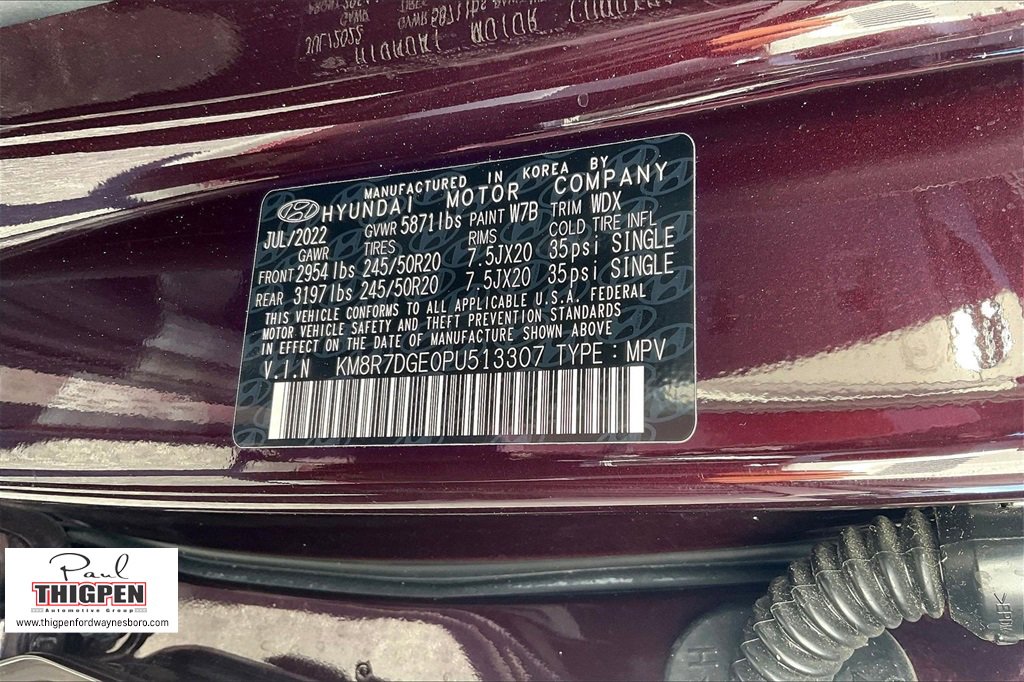 MANUFACTURED IN KOREA BY
HYUNDAI MOTOR COMPANY
JUL/2022 GVWR 5871lbs PAINT W7B TRIM WDX
GAWR TIRES RIMS COLD TIRE INFL
FRONT 2954lbs 245/50R20 7.5JX20 35psi SINGLE
REAR 3197lbs 245/50R20 7.5JX20 35psi SINGLE
THIS VEHICLE CONFORMS TO ALL APPLICABLE U.S.A. FEDERAL
MOTOR VEHICLE SAFETY AND THEFT PREVENTION STANDARDS
IN EFFECT ON THE DATE OF MANUFACTURE SHOWN ABOVE
V.I.N KM8R7DGE0PU513307 TYPE : MPV
Paul
THIGPEN
Automotive Group
www.thigpenfordwaynesboro.com